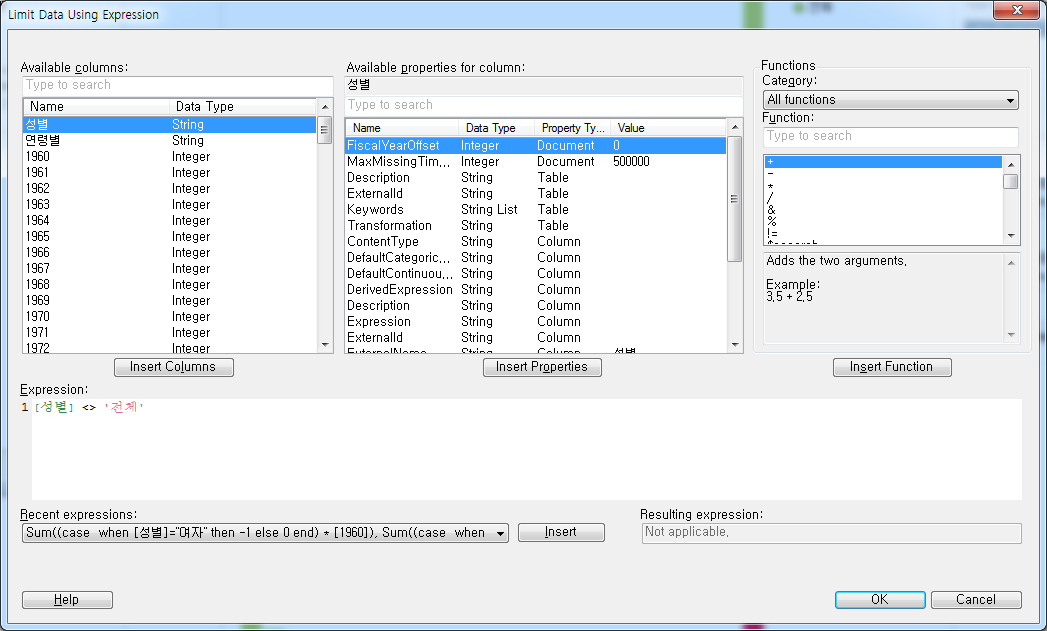 Limit Data Using Expression
Available columns:
Type to search
Name Data Type
성별 String
연령별 String
1960 Integer
1961 Integer
1962 Integer
1963 Integer
1964 Integer
1965 Integer
1966 Integer
1967 Integer
1968 Integer
1969 Integer
1970 Integer
1971 Integer
1972 Integer
Insert Columns
Available properties for column:
성별
Type to search
Name Data Type Property Ty... Value
FiscalYearOffset Integer Document 0
MaxMissingTim... Integer Document 500000
Description String Table
ExternalId String Table
Keywords String List Table
Transformation String Table
ContentType String Column
DefaultCategoric... String Column
DefaultContinuou... String Column
DerivedExpression String Column
Description String Column
Expression String Column
ExternalId String Column
ExternalName String Column 성별
Insert Properties
Functions
Category:
All functions
Function:
Type to search
+
-
*
/
&
%
!=
Adds the two arguments.
Example:
3.5 + 2.5
Insert Function
Expression:
1 [성별] <> '전체'
Recent expressions:
Sum((case when [성별]="여자" then -1 else 0 end) * [1960]), Sum((case when
Insert
Resulting expression:
Not applicable.
Help
OK
Cancel